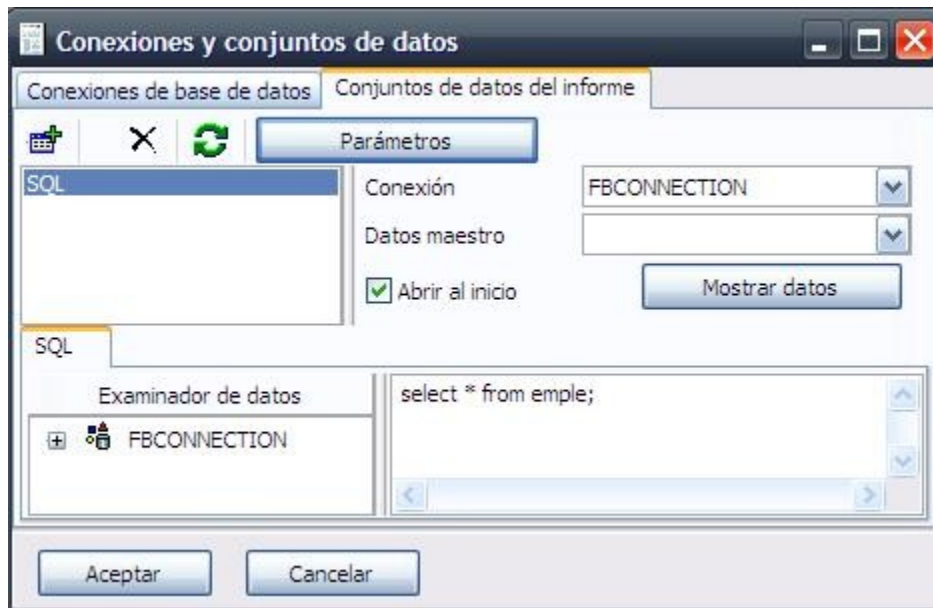 Conexiones y conjuntos de datos
Conexiones de base de datos
Conjuntos de datos del informe
Parámetros
SQL
Conexión
FBCONNECTION
Datos maestro
Abrir al inicio
Mostrar datos
SQL
Examinador de datos
FBCONNECTION
select * from emple;
Aceptar
Cancelar